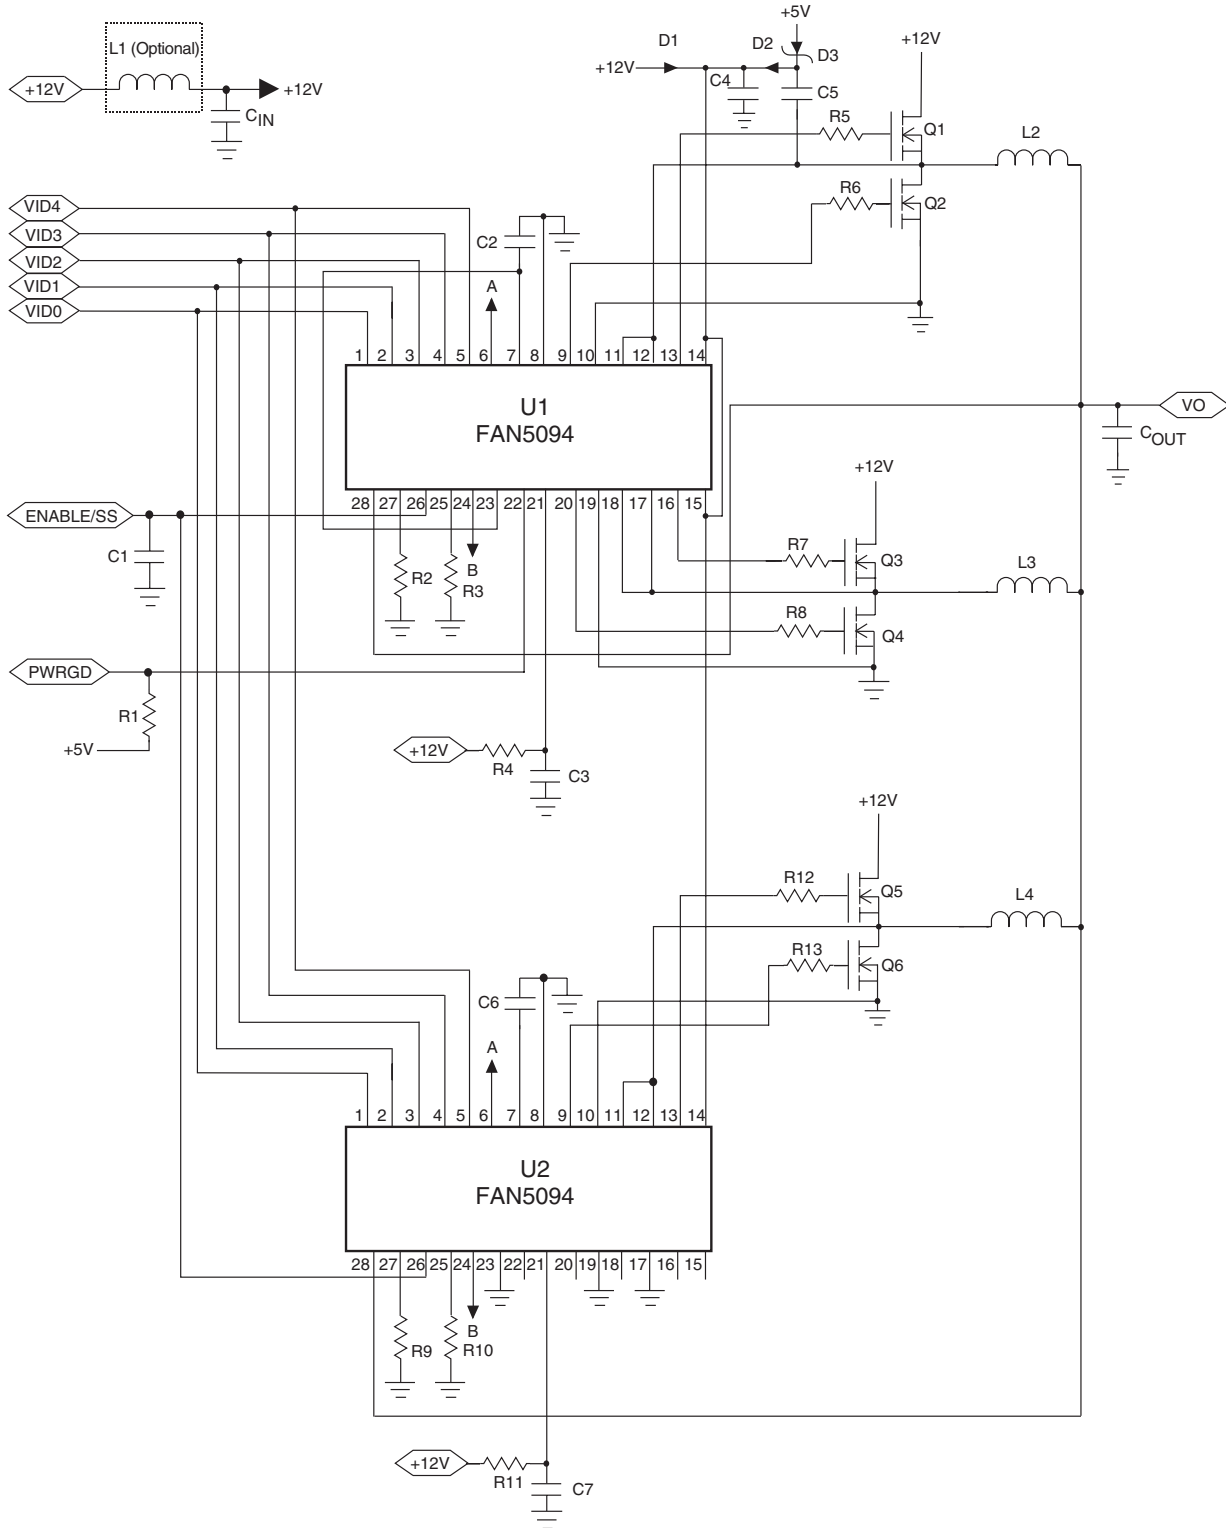 +5V
D1
D2
D3
+12V
L1 (Optional)
+12V
C4
C5
+12V
+12V
CIN
R5
Q1
L2
R6
Q2
VID4
VID3
VID2
VID1
VID0
C2
A
1 2 3 4 5 6 7 8 9 10 11 12 13 14
U1
FAN5094
VO
COUT
28 27 26 25 24 23 22 21 20 19 18 17 16 15
+12V
ENABLE/SS
C1
R2
B
R3
R7
Q3
L3
R8
Q4
PWRGD
R1
+5V
+12V
R4
C3
+12V
R12
Q5
L4
R13
Q6
C6
A
1 2 3 4 5 6 7 8 9 10 11 12 13 14
U2
FAN5094
28 27 26 25 24 23 22 21 20 19 18 17 16 15
B
R9
R10
+12V
R11
C7